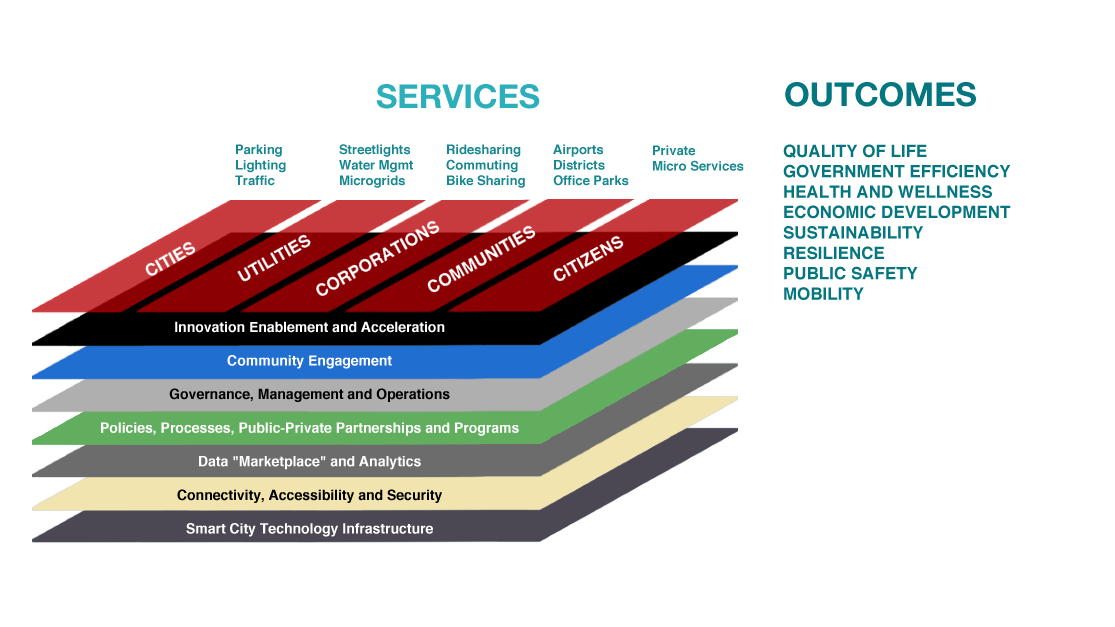 SERVICES
OUTCOMES
Parking
Lighting
Traffic
Streetlights
Water Mgmt
Microgrids
Ridesharing
Commuting
Bike Sharing
Airports
Districts
Office Parks
Private
Micro Services
QUALITY OF LIFE
GOVERNMENT EFFICIENCY
HEALTH AND WELLNESS
ECONOMIC DEVELOPMENT
SUSTAINABILITY
RESILIENCE
PUBLIC SAFETY
MOBILITY
CITIES
UTILITIES
CORPORATIONS
COMMUNITIES
CITIZENS
Innovation Enablement and Acceleration
Community Engagement
Governance, Management and Operations
Policies, Processes, Public-Private Partnerships and Programs
Data "Marketplace" and Analytics
Connectivity, Accessibility and Security
Smart City Technology Infrastructure